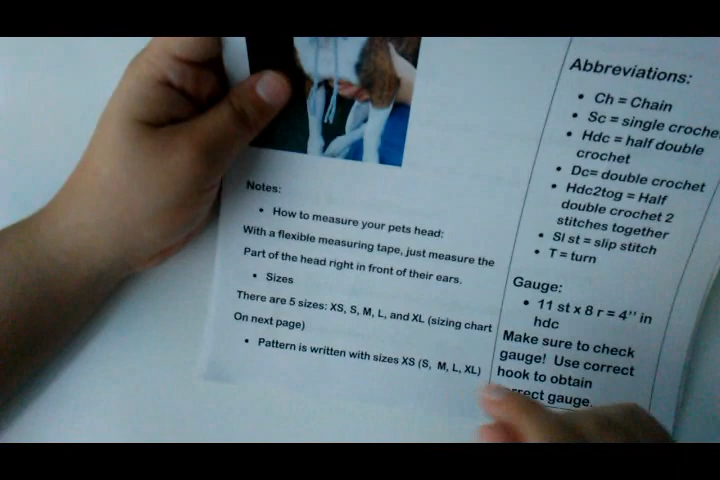 Notes:
• How to measure your pets head:
With a flexible measuring tape, just measure the
Part of the head right in front of their ears.
• Sizes
There are 5 sizes: XS, S, M, L, and XL (sizing chart
On next page)
• Pattern is written with sizes XS (S, M, L, XL)
Abbreviations:
• Ch = Chain
• Sc = single croche
• Hdc = half double
crochet
• Dc= double crochet
• Hdc2tog = Half
double crochet 2
stitches together
• Sl st = slip stitch
• T = turn
Gauge:
• 11 st x 8 r = 4’’ in
hdc
Make sure to check
gauge! Use correct
hook to obtain
rrect gauge.